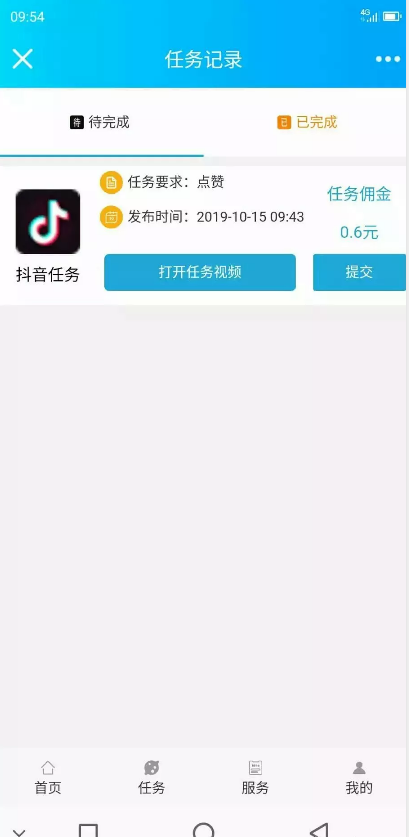 09:54
4G
任务记录
待 待完成
已 已完成
任务要求：点赞
任务佣金
发布时间：2019-10-15 09:43
0.6元
抖音任务
打开任务视频
提交
首页
任务
服务
我的